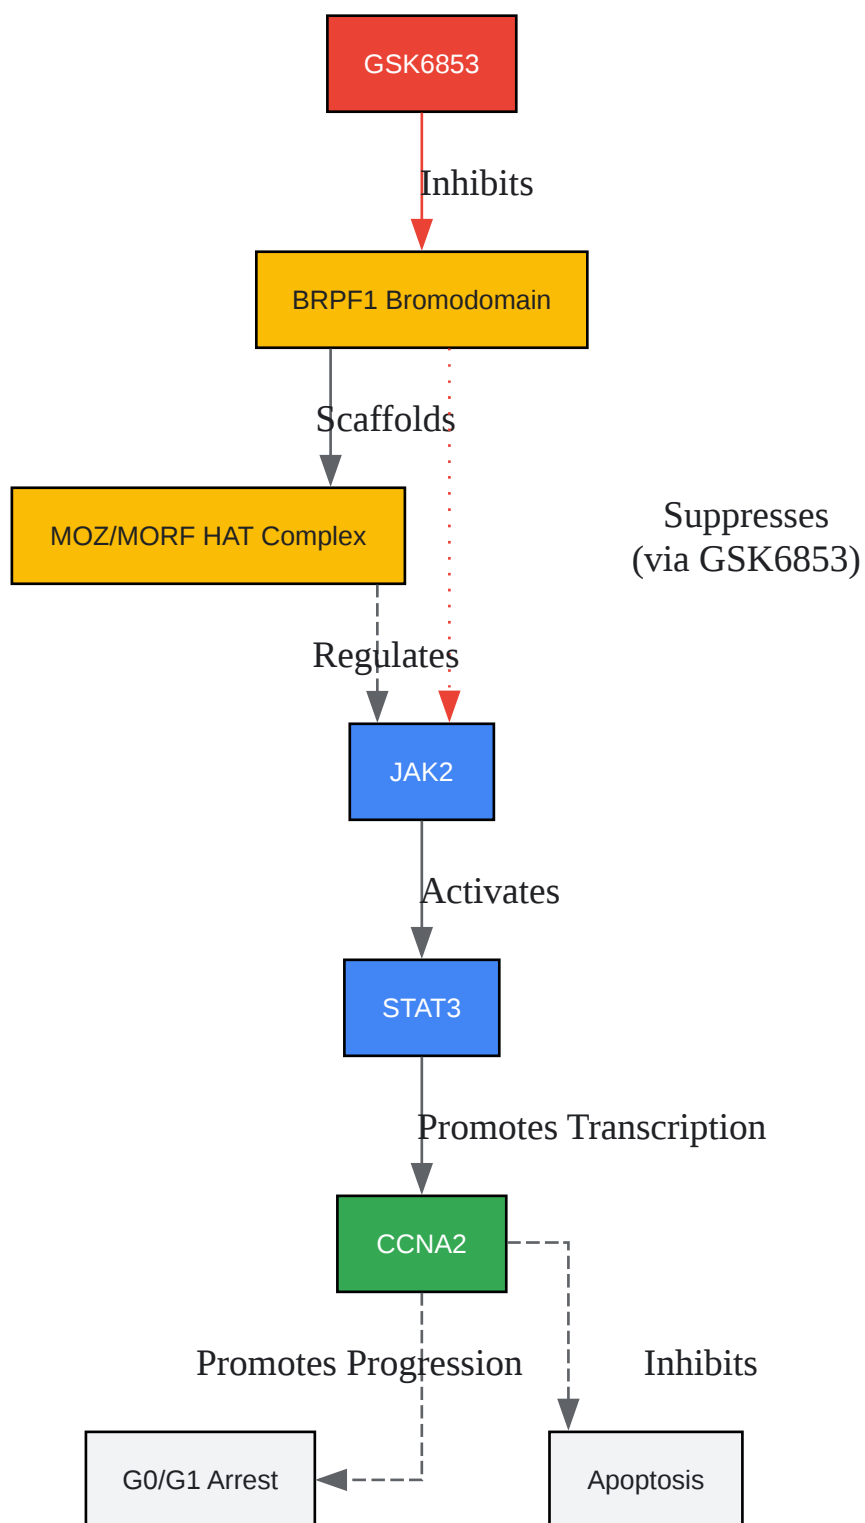 GSK6853
Inhibits
BRPF1 Bromodomain
Scaffolds
MOZ/MORF HAT Complex
Suppresses
(via GSK6853)
Regulates
JAK2
Activates
STAT3
Promotes Transcription
CCNA2
Promotes Progression
Inhibits
G0/G1 Arrest
Apoptosis